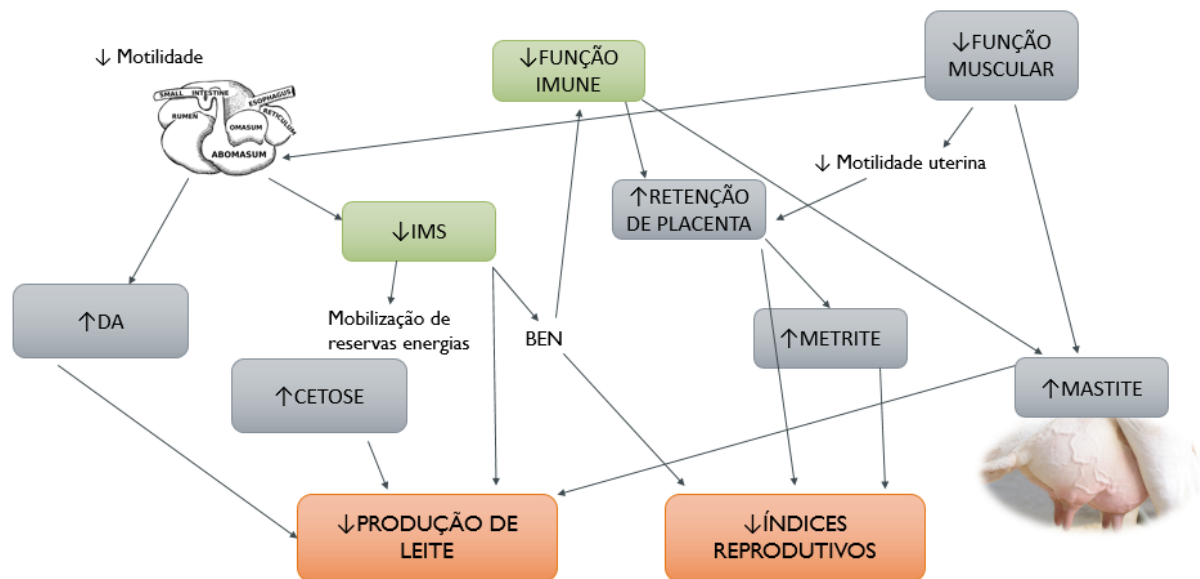 ↓ Motilidade
SMALL INTESTINE
ESOPHAGUS
RETICULUM
RUMEN
OMASUM
ABOMASUM
↓FUNÇÃO
IMUNE
↓FUNÇÃO
MUSCULAR
↓ Motilidade uterina
↑RETENÇÃO
DE PLACENTA
↓IMS
↑DA
Mobilização de
reservas energias
BEN
↑METRITE
↑CETOSE
↑MASTITE
↓PRODUÇÃO DE
LEITE
↓ÍNDICES
REPRODUTIVOS